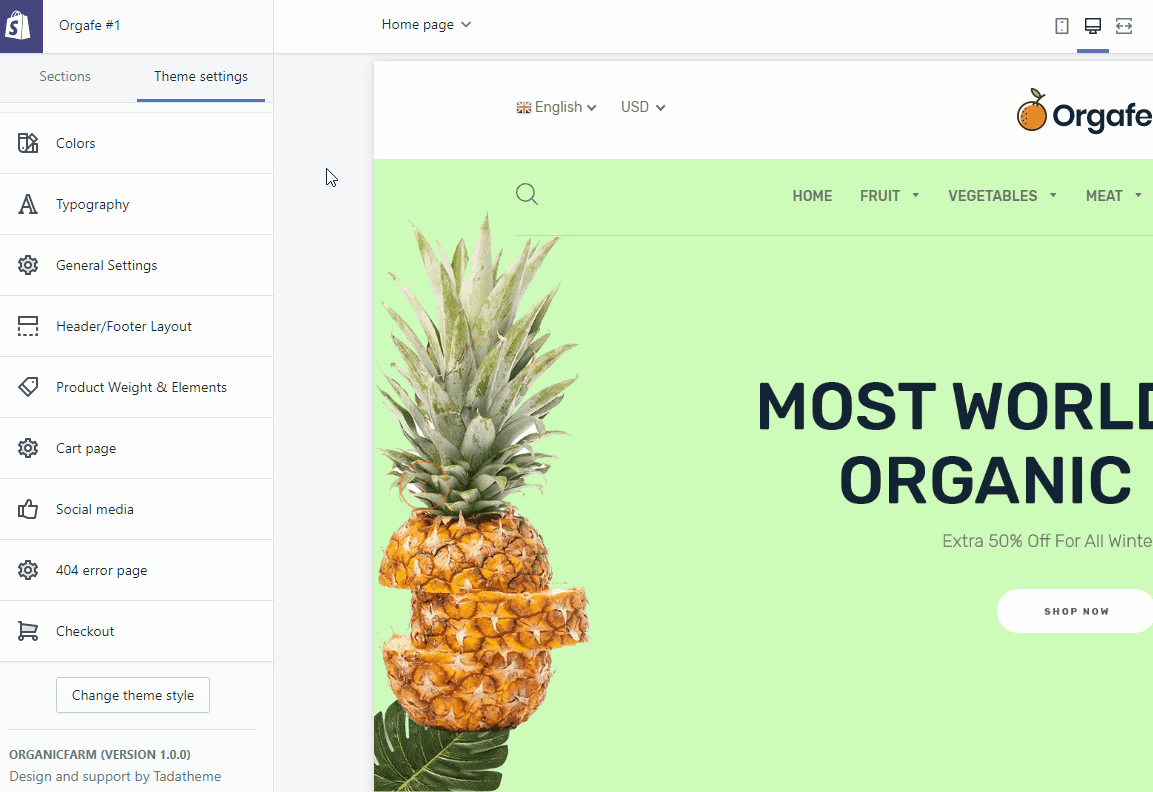 Orgafe #1
Home page
Sections
Theme settings
Colors
Typography
General Settings
Header/Footer Layout
Product Weight & Elements
Cart page
Social media
404 error page
Checkout
Change theme style
ORGANICFARM (VERSION 1.0.0)
Design and support by Tadatheme
English
USD
Orgafe
HOME
FRUIT
VEGETABLES
MEAT
MOST WORLD
ORGANIC
Extra 50% Off For All Winte
SHOP NOW